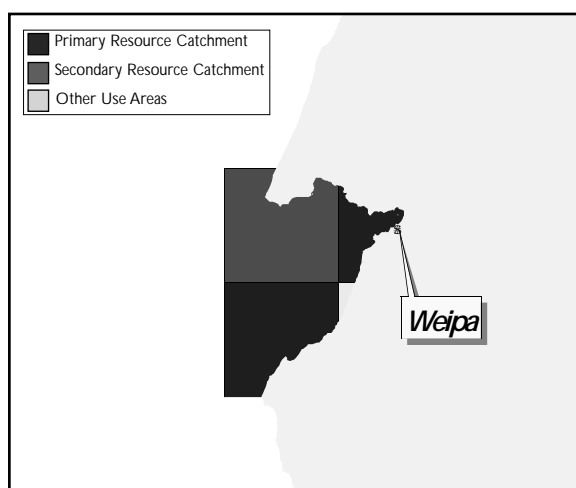 Primary Resource Catchment
Secondary Resource Catchment
Other Use Areas
Weipa